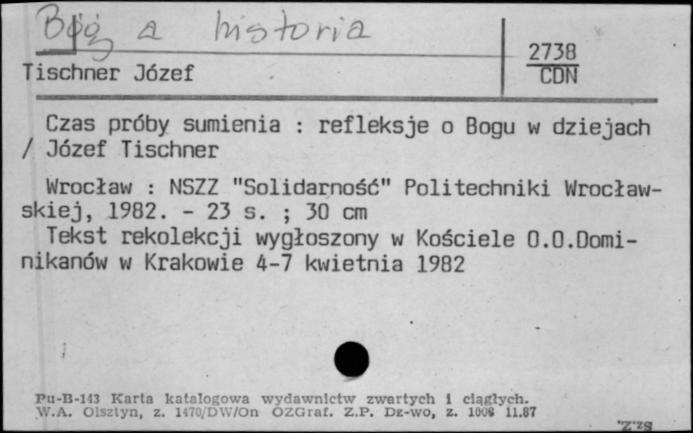 Bóg a historia
2738
CDN
Tischner Józef
Czas próby sumienia : refleksje o Bogu w dziejach
/ Józef Tischner
Wrocław : NSZZ "Solidarność" Politechniki Wrocław-
skiej, 1982. - 23 s. ; 30 cm
Tekst rekolekcji wygłoszony w Kościele O.O.Domi-
nikanów w Krakowie 4-7 kwietnia 1982
Pu-B-143 Karta katalogowa wydawnictw zwartych i ciągłych.
W.A. Olsztyn, z. 1470/DW/On OZGraf. Z.P. Dz-wo, z. 1008 11.87
Sz.Z.